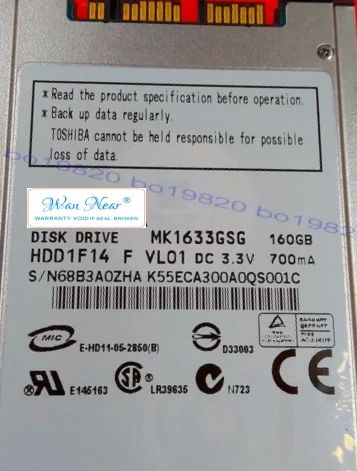 * Read the product specification before operation.
* Back up data regularly.
TOSHIBA cannot be held responsible for possible
loss of data.
bo19820 bo19820 bo19820
Wan Near®
WARRANTY VOID IF SEAL BROKEN
DISK DRIVE MK1633GSG 160GB
HDD1F14 F VL01 DC 3.3V 700mA
S/N68B3A0ZHA K55ECA300A0QS001C
MIC
E-HD11-05-2850(B)
D33003
E145163
LR39635
N723
CE